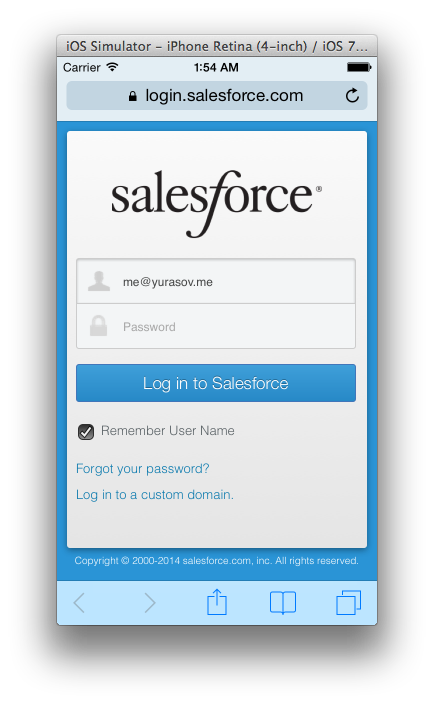 iOS Simulator - iPhone Retina (4-inch) / iOS 7...
Carrier 1:54 AM
login.salesforce.com
salesforce®
me@yurasov.me
Password
Log in to Salesforce
Remember User Name
Forgot your password?
Log in to a custom domain.
Copyright © 2000-2014 salesforce.com, inc. All rights reserved.